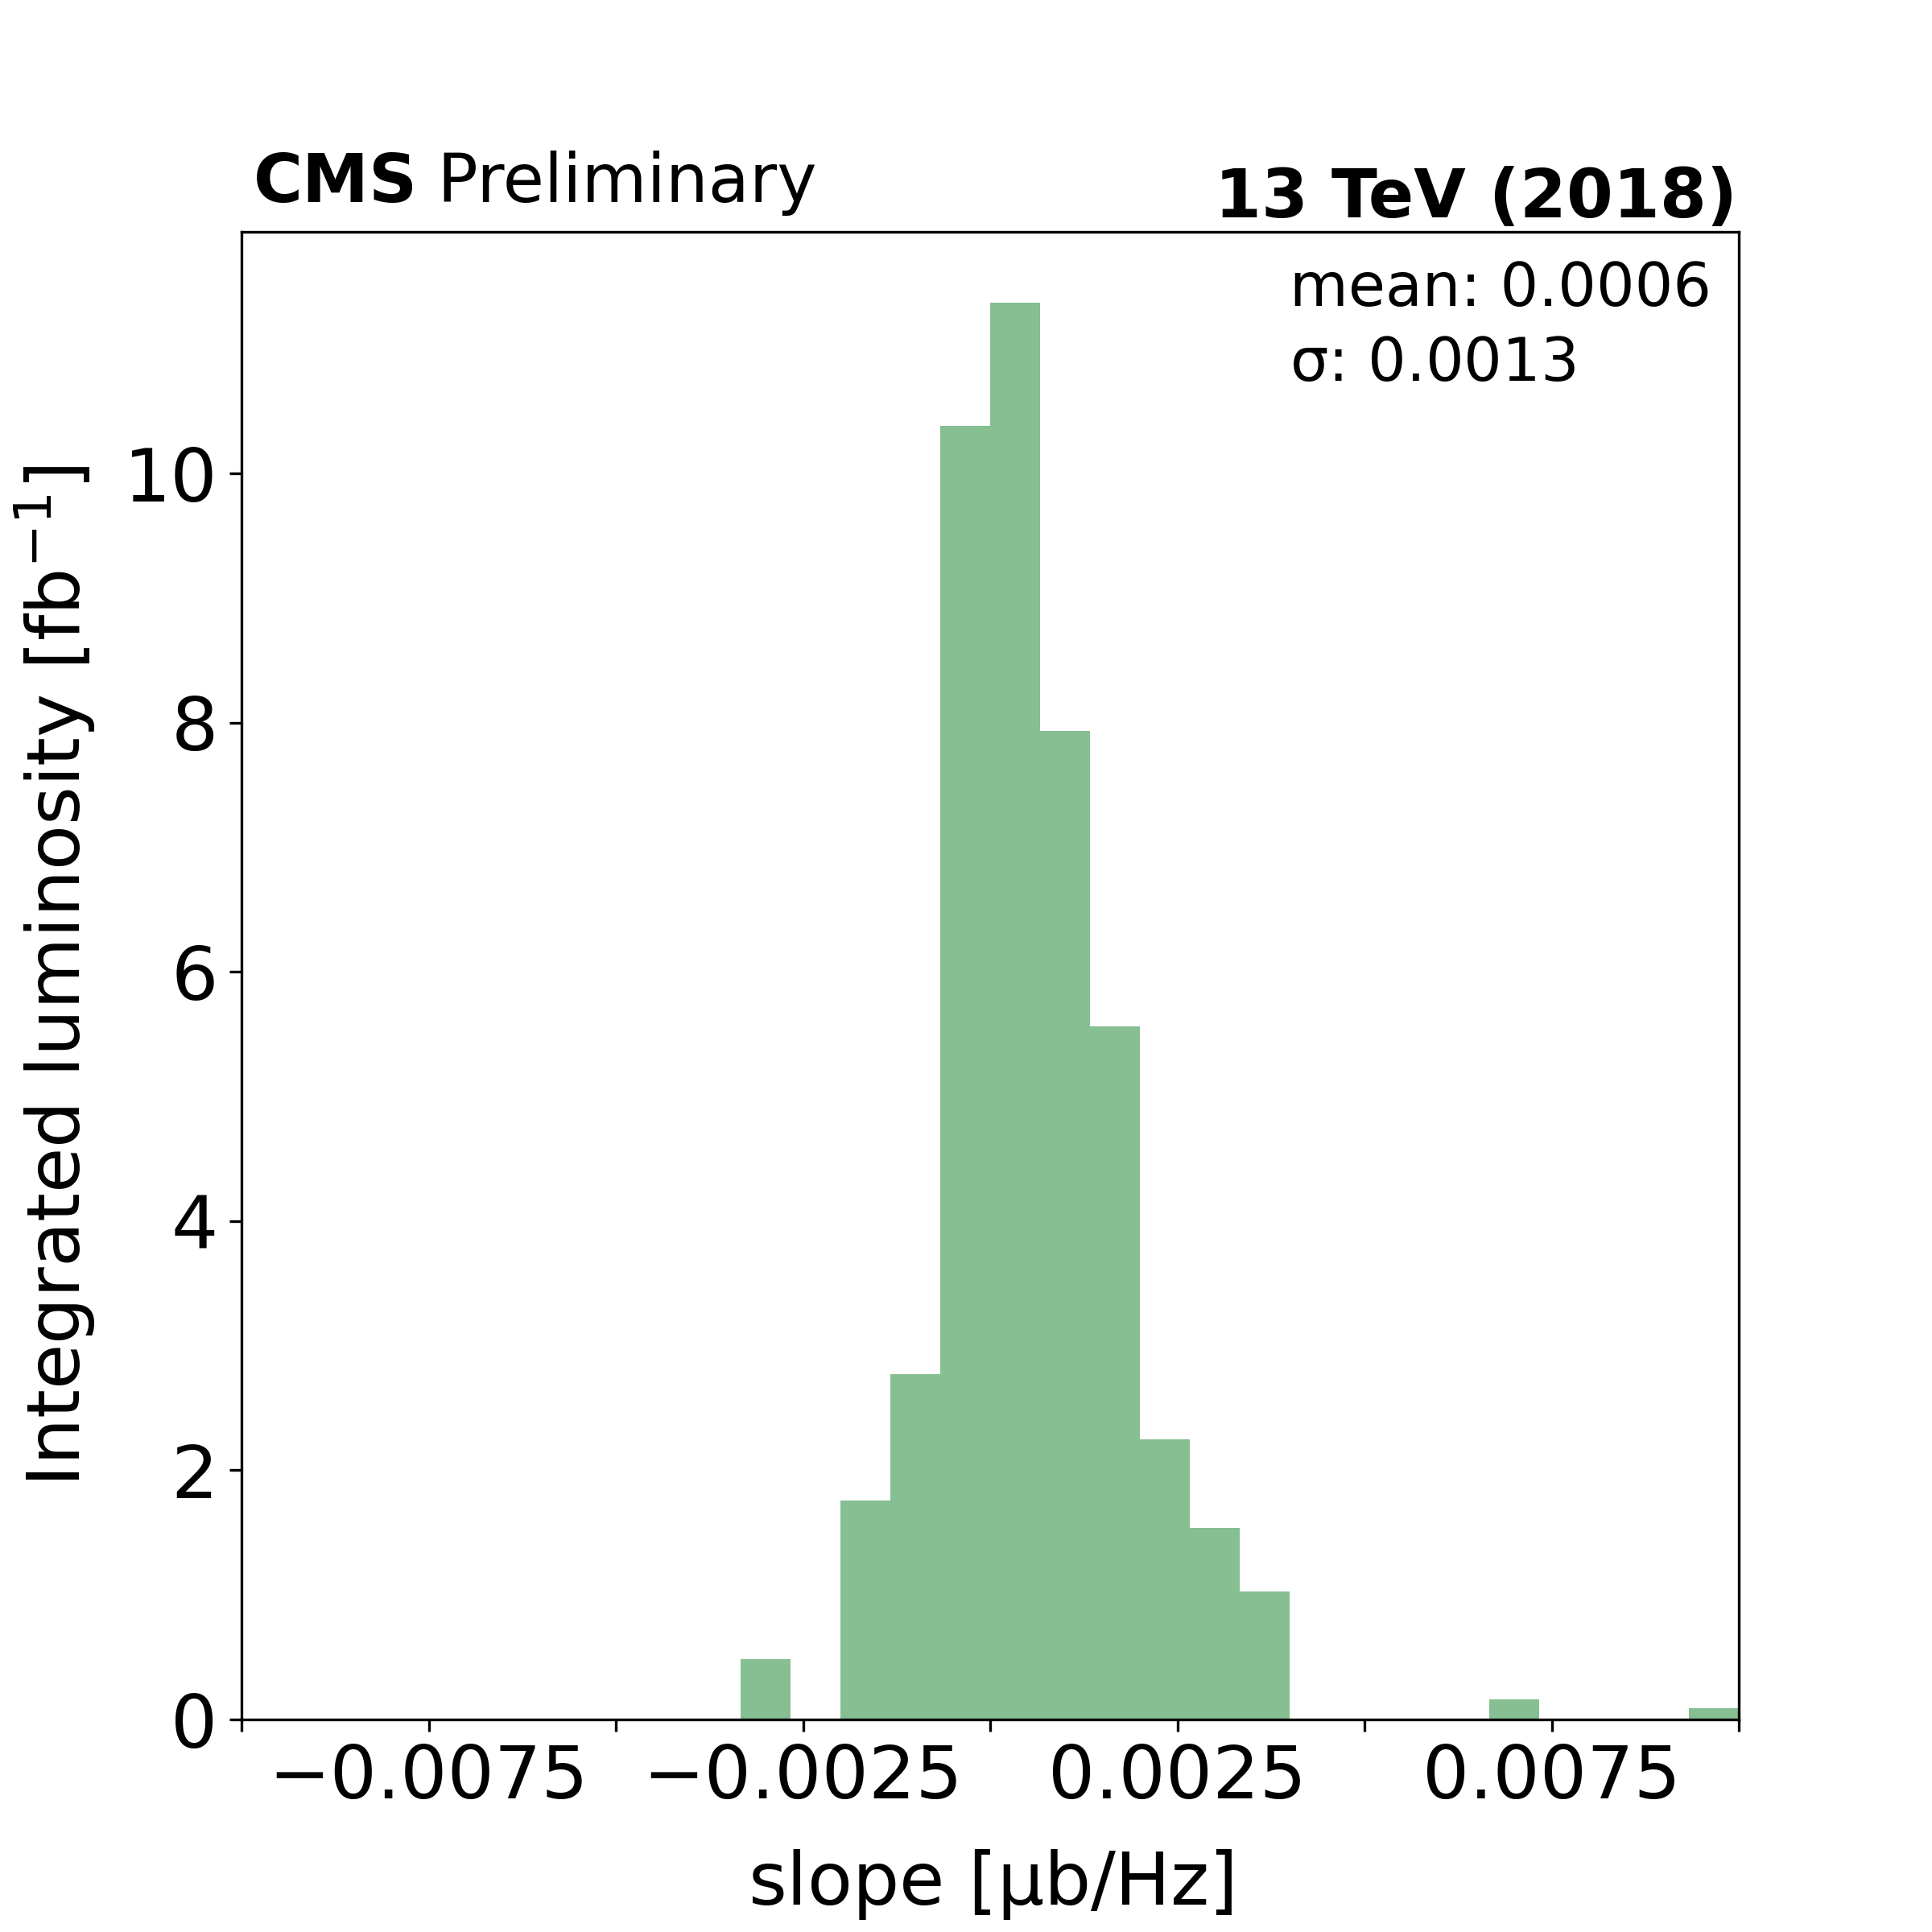 CMS Preliminary
13 TeV (2018)
mean: 0.0006
σ: 0.0013
Integrated luminosity [fb⁻¹]
10
8
6
4
2
0
−0.0075 −0.0025 0.0025 0.0075
slope [µb/Hz]